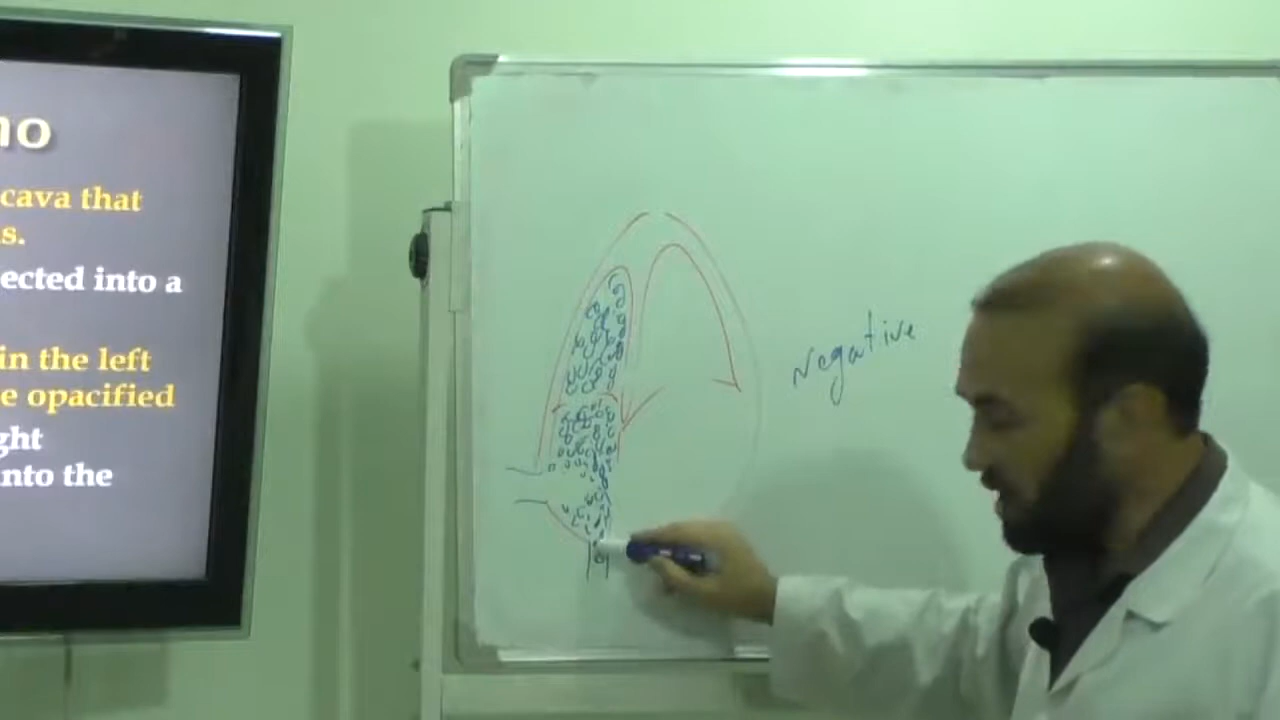 no
cava that
s.
ected into a
in the left
e opacified
ght
nto the
Negative